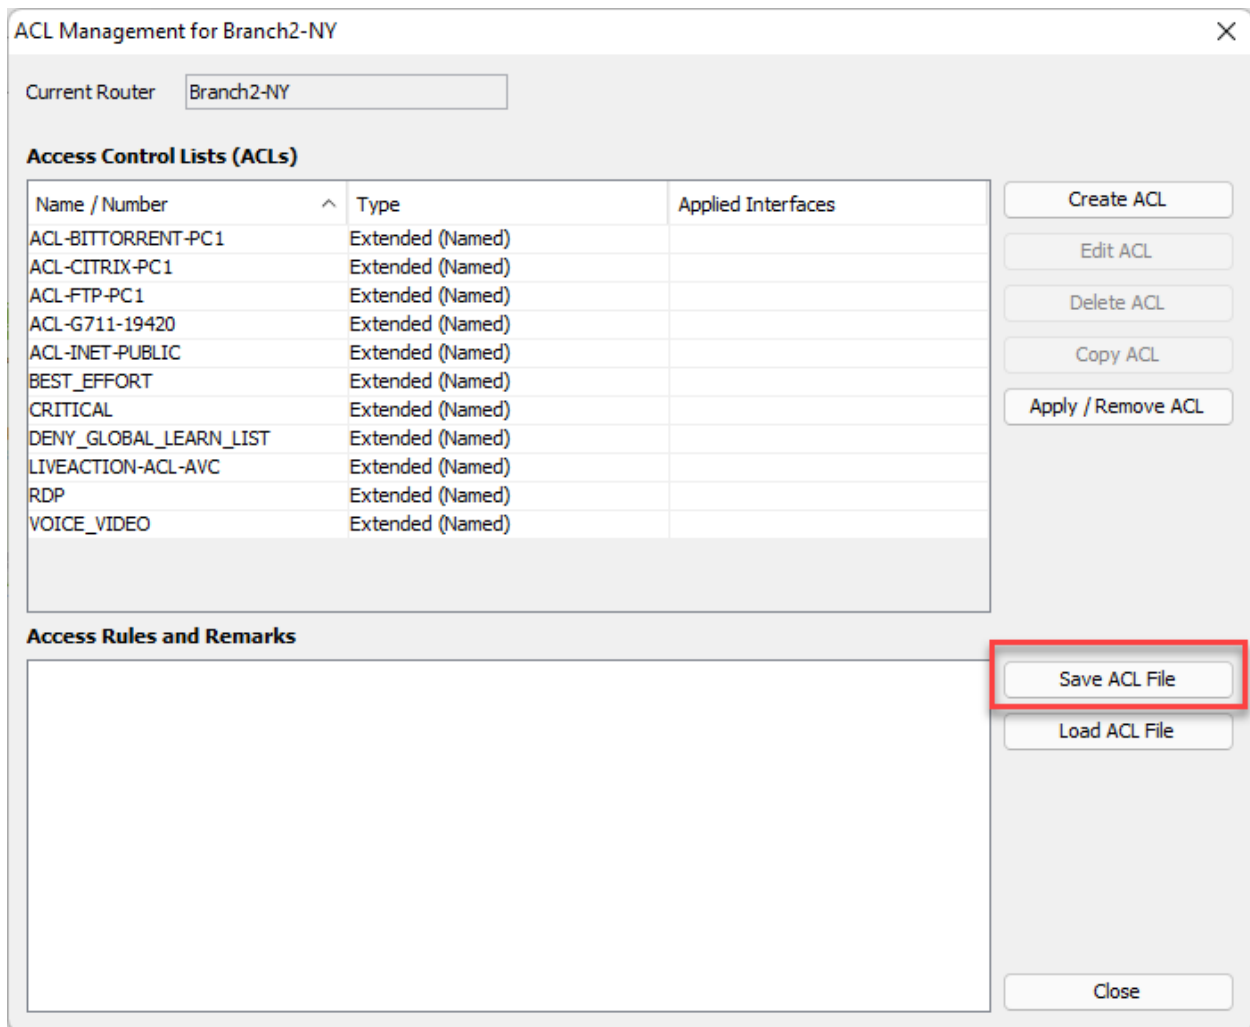 ACL Management for Branch2-NY
Current Router Branch2-NY
Access Control Lists (ACLs)
Name / Number Type Applied Interfaces
ACL-BITTORRENT-PC1 Extended (Named)
ACL-CITRIX-PC1 Extended (Named)
ACL-FTP-PC1 Extended (Named)
ACL-G711-19420 Extended (Named)
ACL-INET-PUBLIC Extended (Named)
BEST_EFFORT Extended (Named)
CRITICAL Extended (Named)
DENY_GLOBAL_LEARN_LIST Extended (Named)
LIVEACTION-ACL-AVC Extended (Named)
RDP Extended (Named)
VOICE_VIDEO Extended (Named)
Create ACL
Edit ACL
Delete ACL
Copy ACL
Apply / Remove ACL
Access Rules and Remarks
Save ACL File
Load ACL File
Close